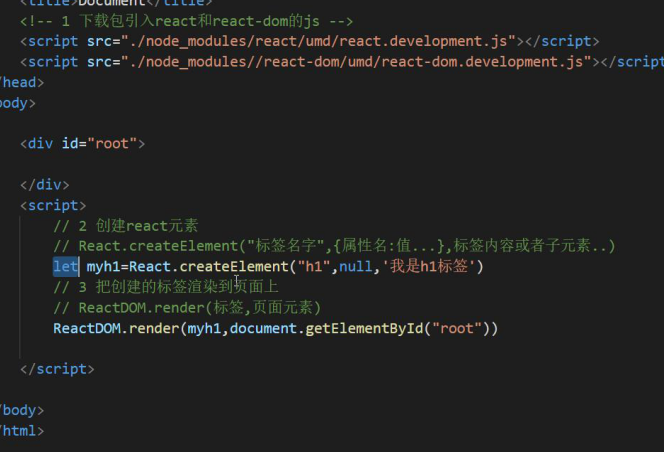 <title>Document</title>
<!-- 1 下载包引入react和react-dom的js -->
<script src="./node_modules/react/umd/react.development.js"></script>
<script src="./node_modules//react-dom/umd/react-dom.development.js"></script
/head>
body>
<div id="root">
</div>
<script>
// 2 创建react元素
// React.createElement("标签名字",{属性名:值...},标签内容或者子元素..)
let myh1=React.createElement("h1",null,'我是h1标签')
// 3 把创建的标签渲染到页面上
// ReactDOM.render(标签,页面元素)
ReactDOM.render(myh1,document.getElementById("root"))
</script>
/body>
/html>